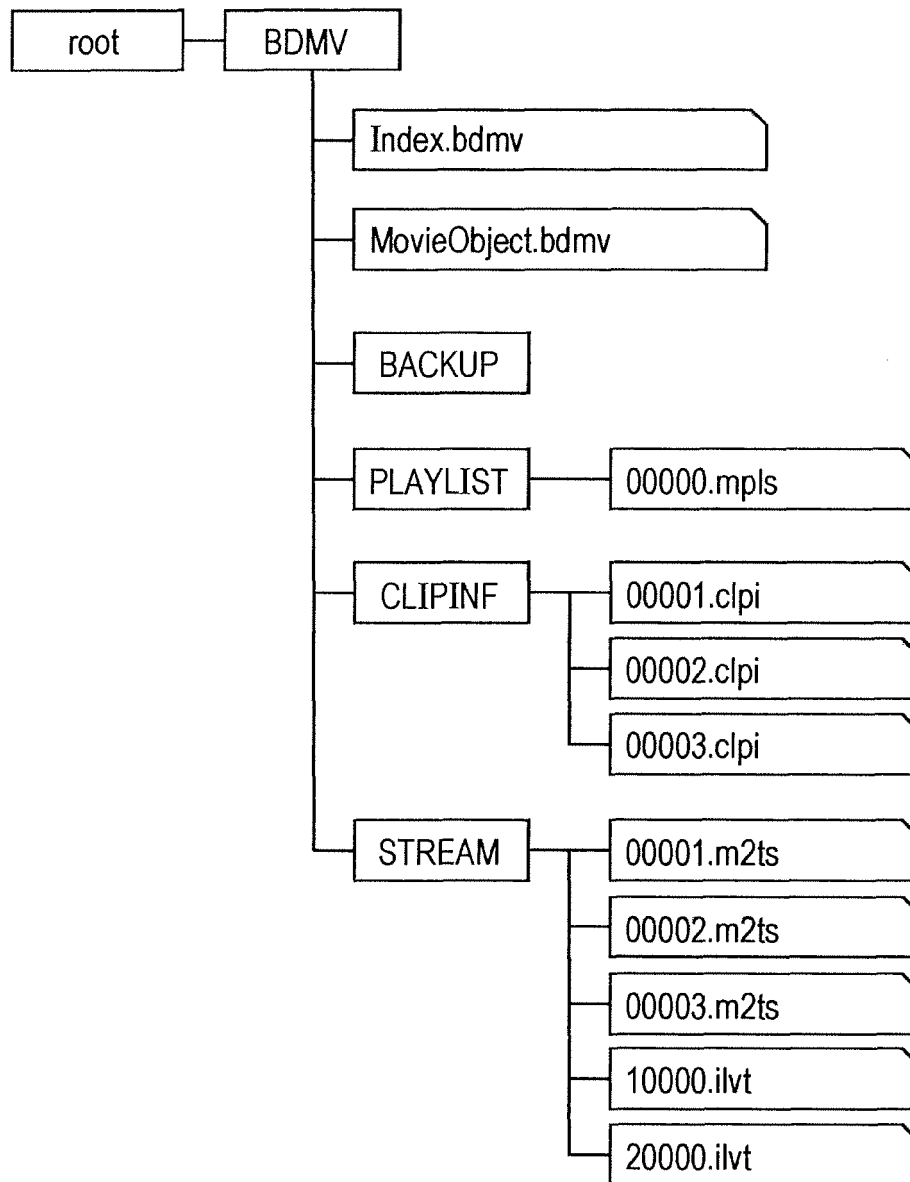 root
BDMV
Index.bdmv
MovieObject.bdmv
BACKUP
PLAYLIST
00000.mpls
CLIPINF
00001.clpi
00002.clpi
00003.clpi
STREAM
00001.m2ts
00002.m2ts
00003.m2ts
10000.ilvt
20000.ilvt